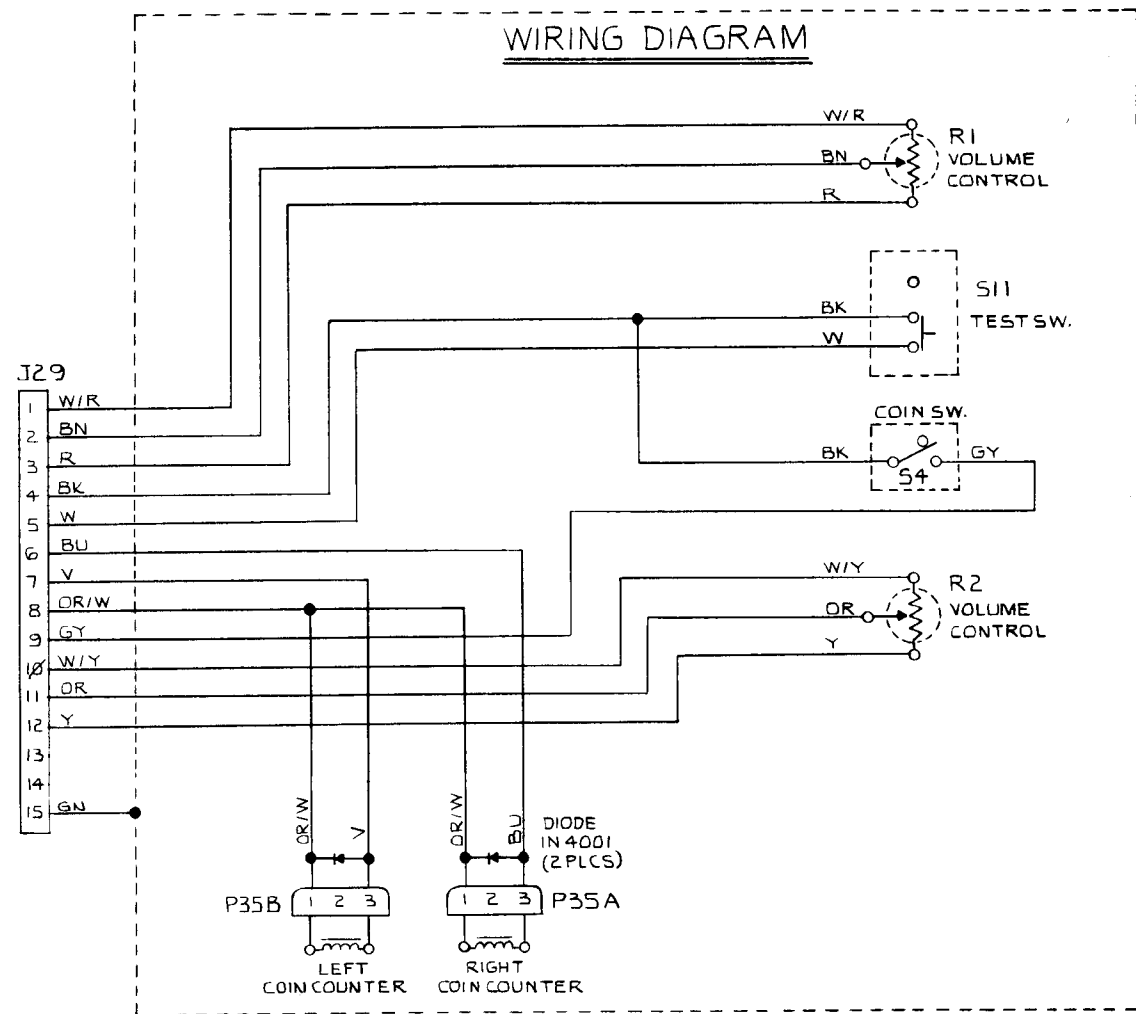 WIRING DIAGRAM
W/R
BN
R
R1
VOLUME
CONTROL
BK
W
S11
TEST SW.
COIN SW.
BK
S4
GY
W/Y
OR
Y
R2
VOLUME
CONTROL
J29
1 W/R
2 BN
3 R
4 BK
5 W
6 BU
7 V
8 OR/W
9 GY
10 W/Y
11 OR
12 Y
13
14
15 GN
OR/W
V
OR/W
BU
DIODE
IN4001
(2PLCS)
P35B
1 2 3
1 2 3
P35A
LEFT
COIN COUNTER
RIGHT
COIN COUNTER